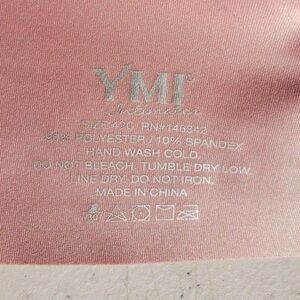 YMI®
Intimates
SIZE 42C RN#146342
90% POLYESTER / 10% SPANDEX
HAND WASH COLD.
DO NOT BLEACH. TUMBLE DRY LOW.
LINE DRY. DO NOT IRON.
MADE IN CHINA